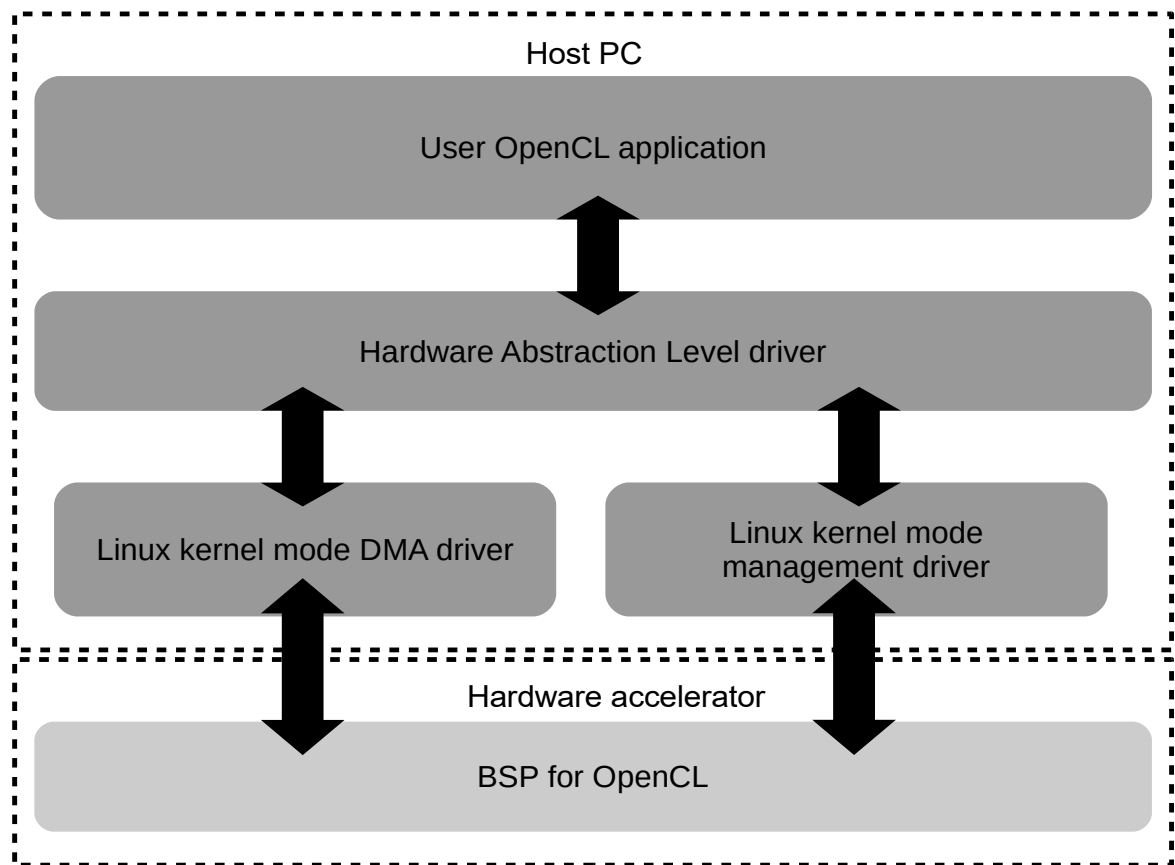 Host PC
User OpenCL application
Hardware Abstraction Level driver
Linux kernel mode DMA driver
Linux kernel mode
management driver
Hardware accelerator
BSP for OpenCL